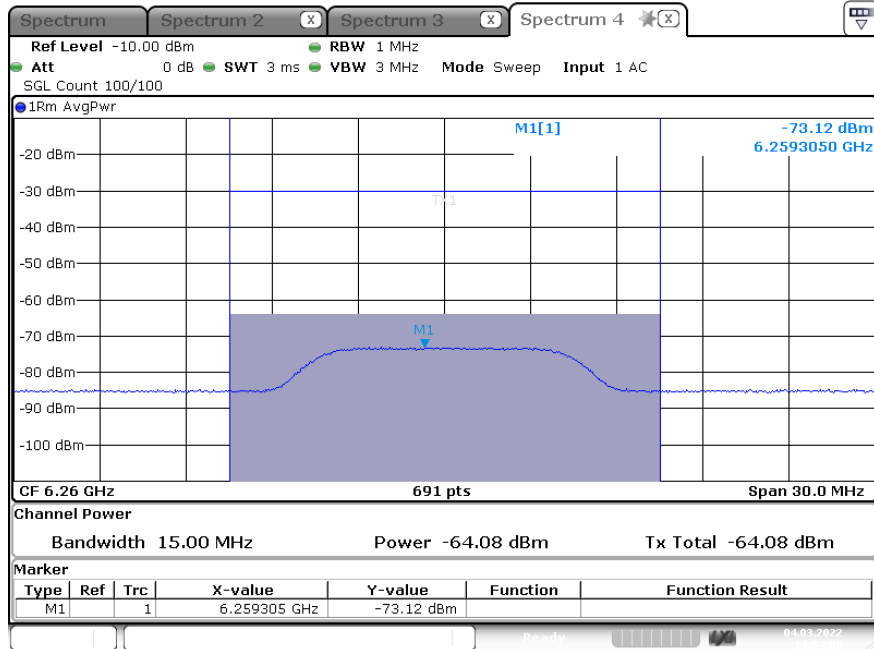 Spectrum Spectrum 2 X Spectrum 3 X Spectrum 4 X
Ref Level -10.00 dBm RBW 1 MHz
Att 0 dB SWT 3 ms VBW 3 MHz Mode Sweep Input 1 AC
SGL Count 100/100
1Rm AvgPwr
M1[1] -73.12 dBm
6.2593050 GHz
-20 dBm
-30 dBm
Tx1
-40 dBm
-50 dBm
-60 dBm
M1
-70 dBm
-80 dBm
-90 dBm
-100 dBm
CF 6.26 GHz 691 pts Span 30.0 MHz
Channel Power
Bandwidth 15.00 MHz Power -64.08 dBm Tx Total -64.08 dBm
Marker
Type Ref Trc X-value Y-value Function Function Result
M1 1 6.259305 GHz -73.12 dBm
Ready 04.03.2022